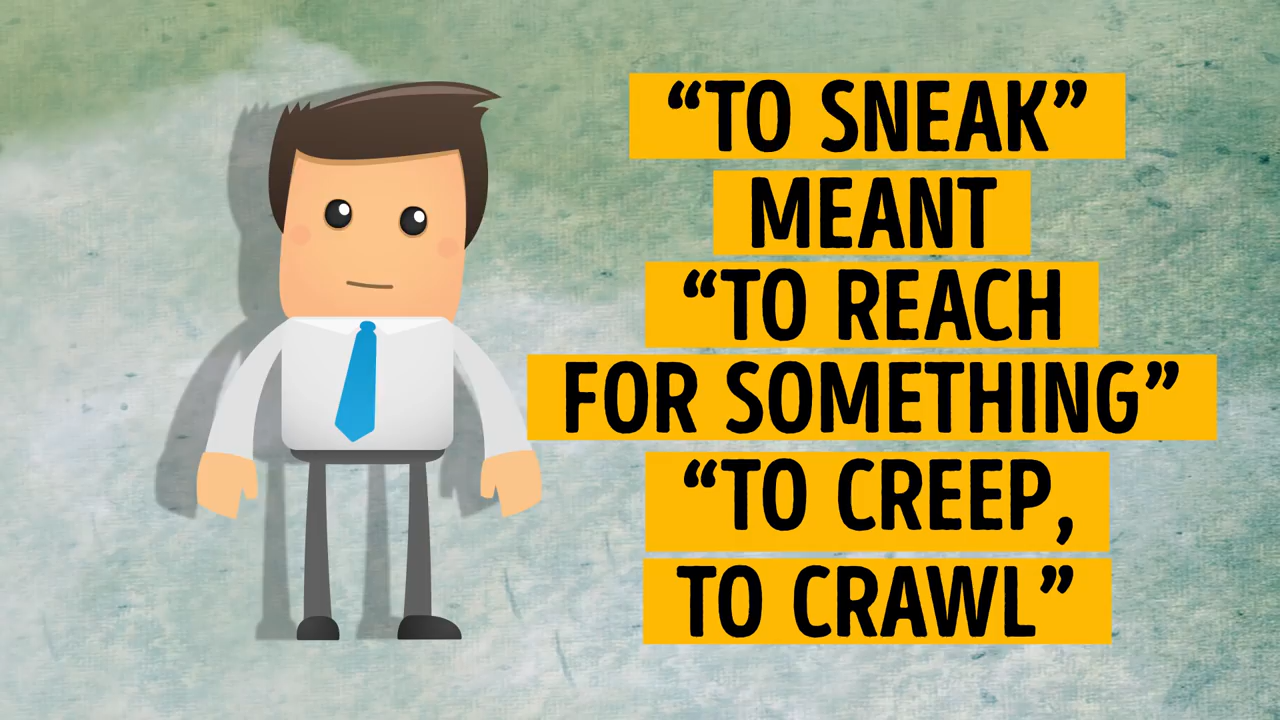 “TO SNEAK”
MEANT
“TO REACH
FOR SOMETHING”
“TO CREEP,
TO CRAWL”